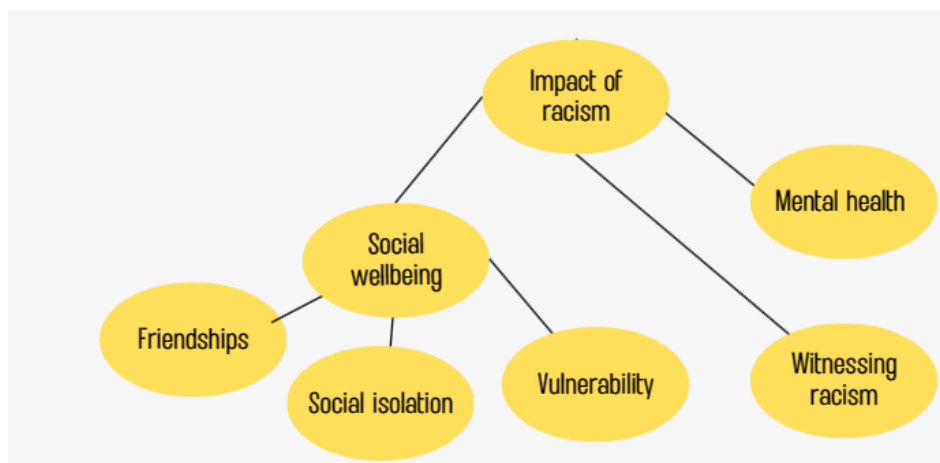 Impact of
racism
Mental health
Social
wellbeing
Friendships
Social isolation
Vulnerability
Witnessing
racism